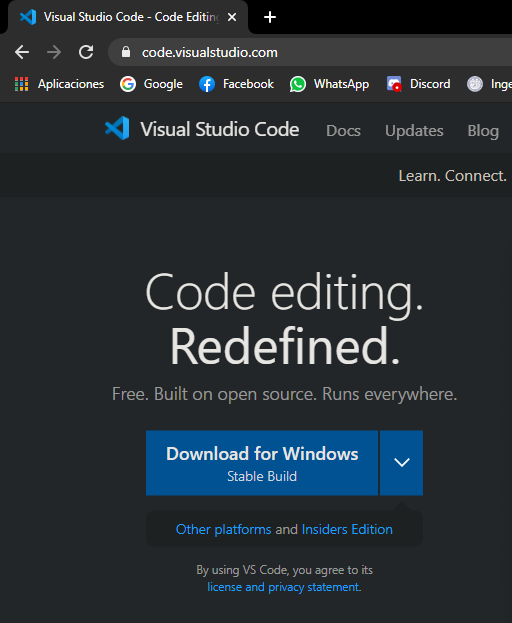 Visual Studio Code - Code Editing
code.visualstudio.com
Aplicaciones Google Facebook WhatsApp Discord Inge
Visual Studio Code Docs Updates Blog
Learn. Connect.
Code editing.
Redefined.
Free. Built on open source. Runs everywhere.
Download for Windows
Stable Build
Other platforms and Insiders Edition
By using VS Code, you agree to its
license and privacy statement.